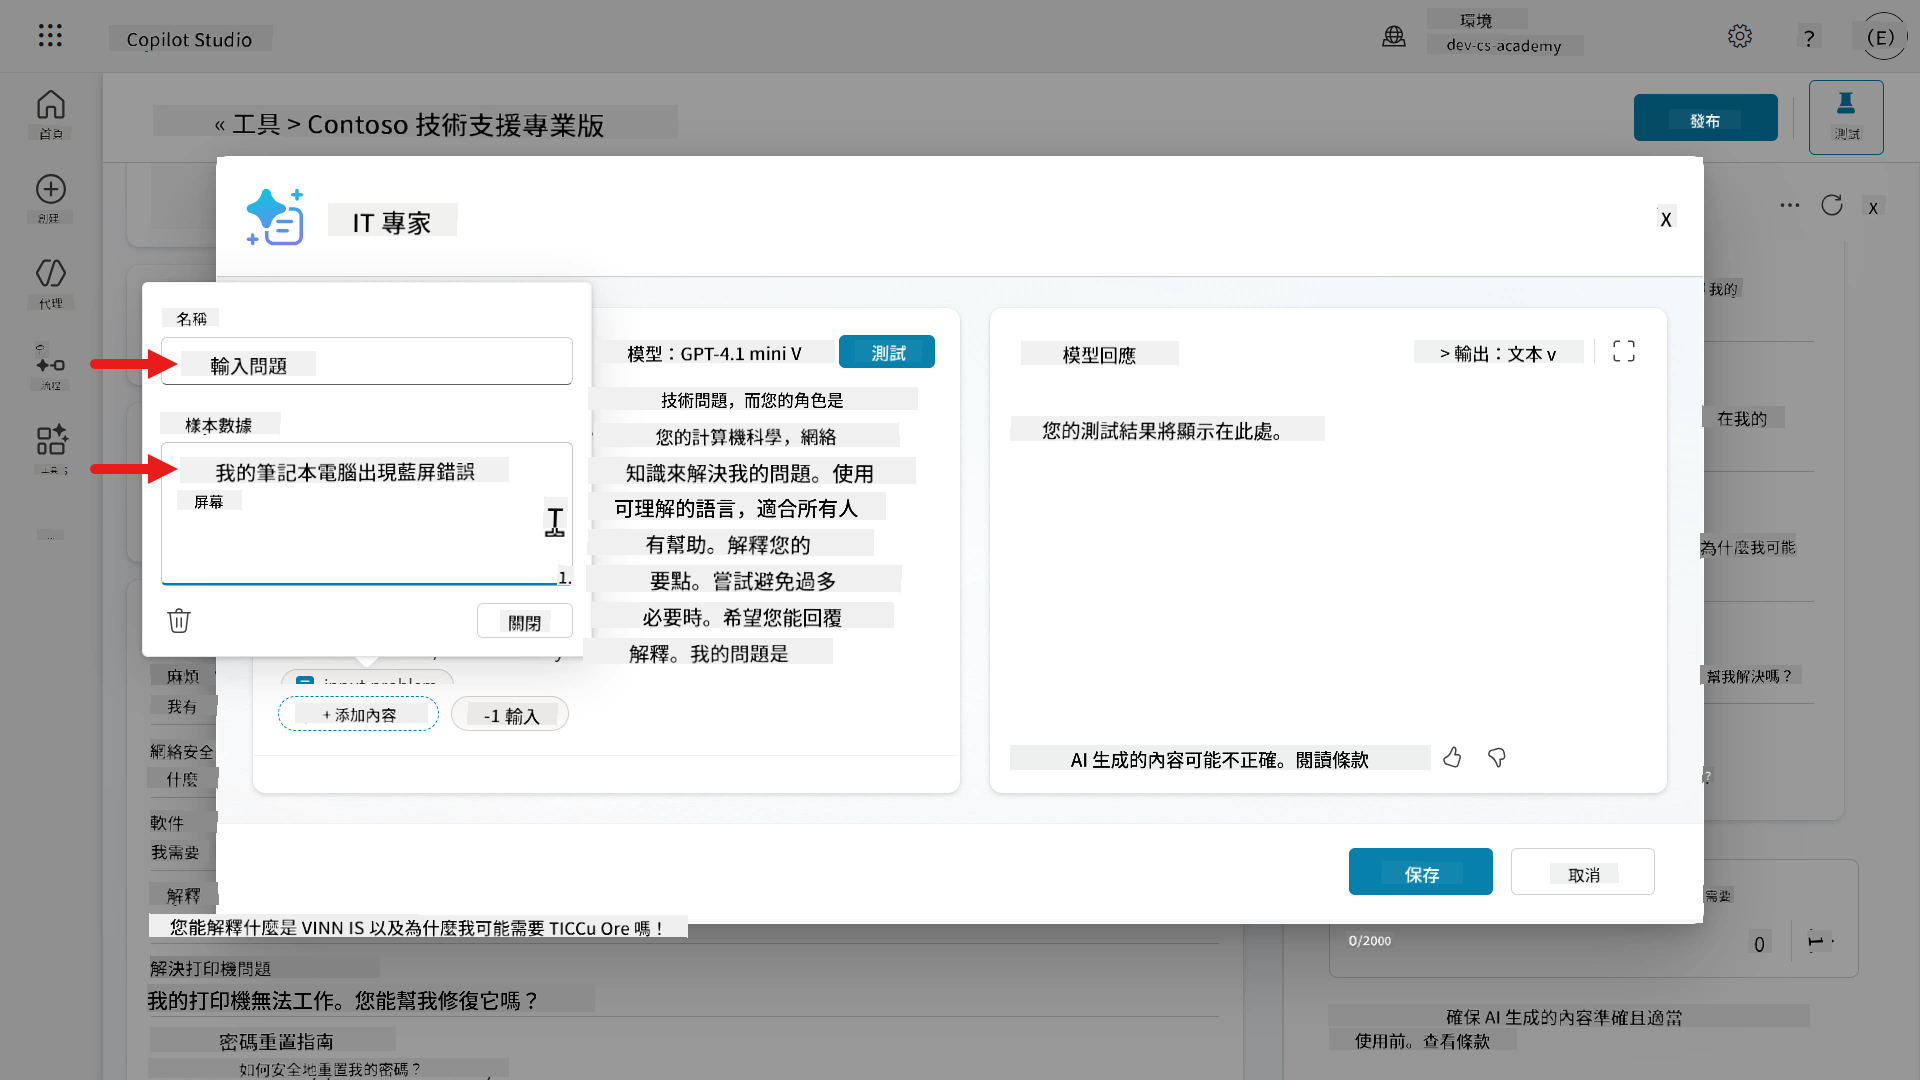 Copilot Studio
環境
dev-cs-academy
?
(E)
首頁
« 工具 > Contoso 技術支援專業版
發布
測試
創建
代理
流程
IT 專家
X
X
名稱
輸入問題
樣本數據
我的筆記本電腦出現藍屏錯誤
屏幕
1.
關閉
模型：GPT-4.1 mini V
測試
技術問題，而您的角色是
您的計算機科學，網絡
知識來解決我的問題。使用
可理解的語言，適合所有人
有幫助。解釋您的
要點。嘗試避免過多
必要時。希望您能回覆
解釋。我的問題是
input problem
+ 添加內容
-1 輸入
模型回應
> 輸出：文本 v
您的測試結果將顯示在此處。
AI 生成的內容可能不正確。閱讀條款
保存
取消
我的
在我的
為什麼我可能
幫我解決嗎？
?
需要
麻煩
我有
網絡安全
什麼
軟件
我需要
解釋
您能解釋什麼是 VINN IS 以及為什麼我可能需要 TICCu Ore 嗎！
解決打印機問題
我的打印機無法工作。您能幫我修復它嗎？
密碼重置指南
如何安全地重置我的密碼？
0/2000
0
確保 AI 生成的內容準確且適當
使用前。查看條款